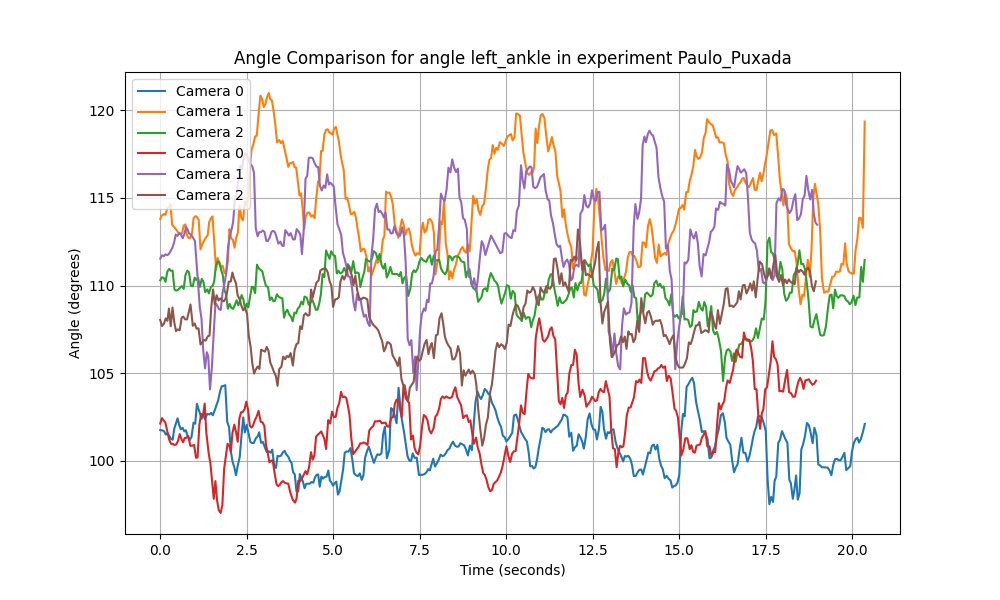 Angle Comparison for angle left_ankle in experiment Paulo_Puxada
Camera 0
Camera 1
Camera 2
Camera 0
Camera 1
Camera 2
120
115
110
105
100
Angle (degrees)
0.0 2.5 5.0 7.5 10.0 12.5 15.0 17.5 20.0
Time (seconds)